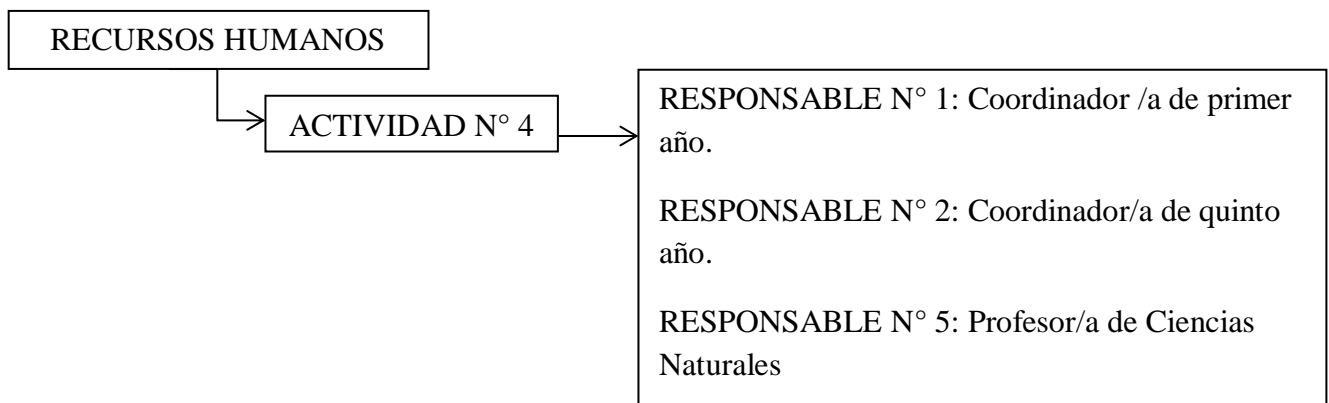 RECURSOS HUMANOS
ACTIVIDAD N° 4
RESPONSABLE N° 1: Coordinador /a de primer
año.
RESPONSABLE N° 2: Coordinador/a de quinto
año.
RESPONSABLE N° 5: Profesor/a de Ciencias
Naturales